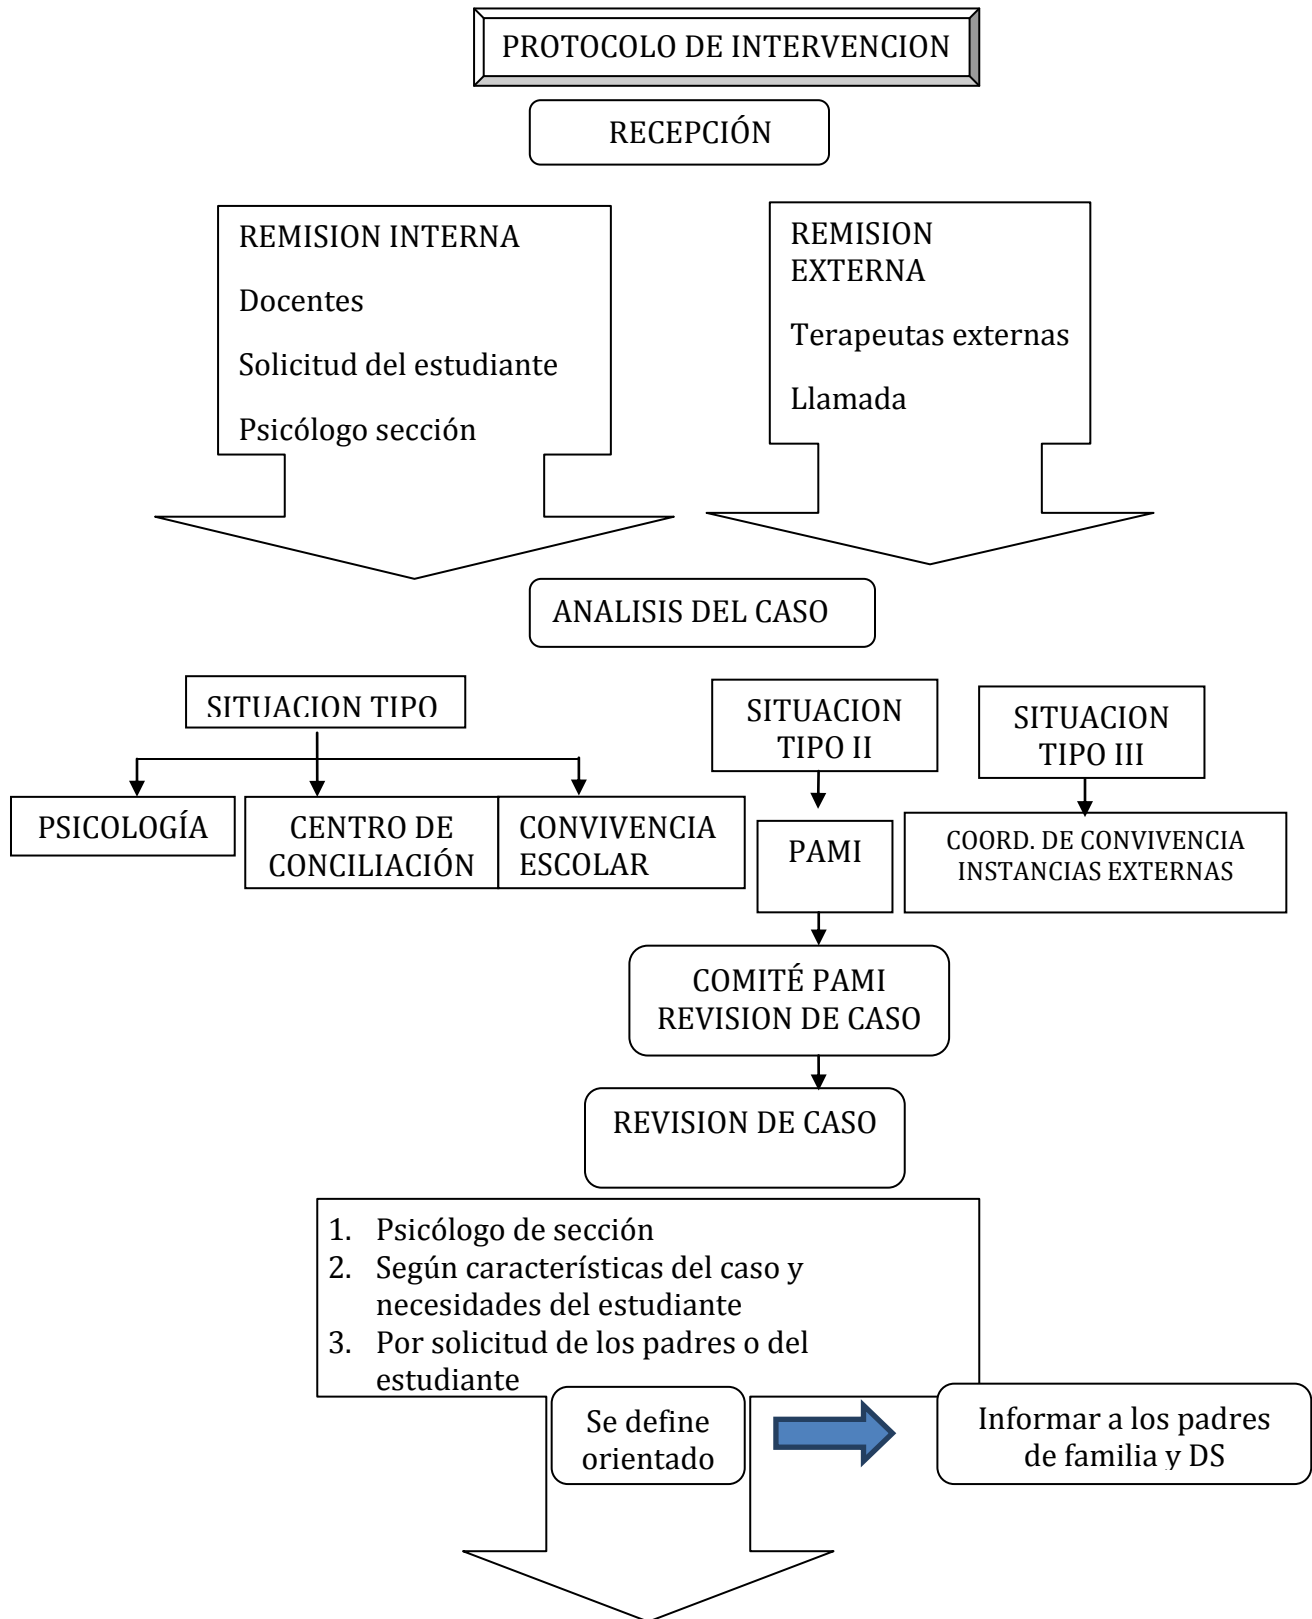 PROTOCOLO DE INTERVENCION
RECEPCIÓN
REMISION INTERNA
Docentes
Solicitud del estudiante
Psicólogo sección
REMISION
EXTERNA
Terapeutas externas
Llamada
ANALISIS DEL CASO
SITUACION TIPO
SITUACION
TIPO II
SITUACION
TIPO III
PSICOLOGÍA
CENTRO DE
CONCILIACIÓN
CONVIVENCIA
ESCOLAR
PAMI
COORD. DE CONVIVENCIA
INSTANCIAS EXTERNAS
COMITÉ PAMI
REVISION DE CASO
REVISION DE CASO
1. Psicólogo de sección
2. Según características del caso y
necesidades del estudiante
3. Por solicitud de los padres o del
estudiante
Se define
orientado
Informar a los padres
de familia y DS